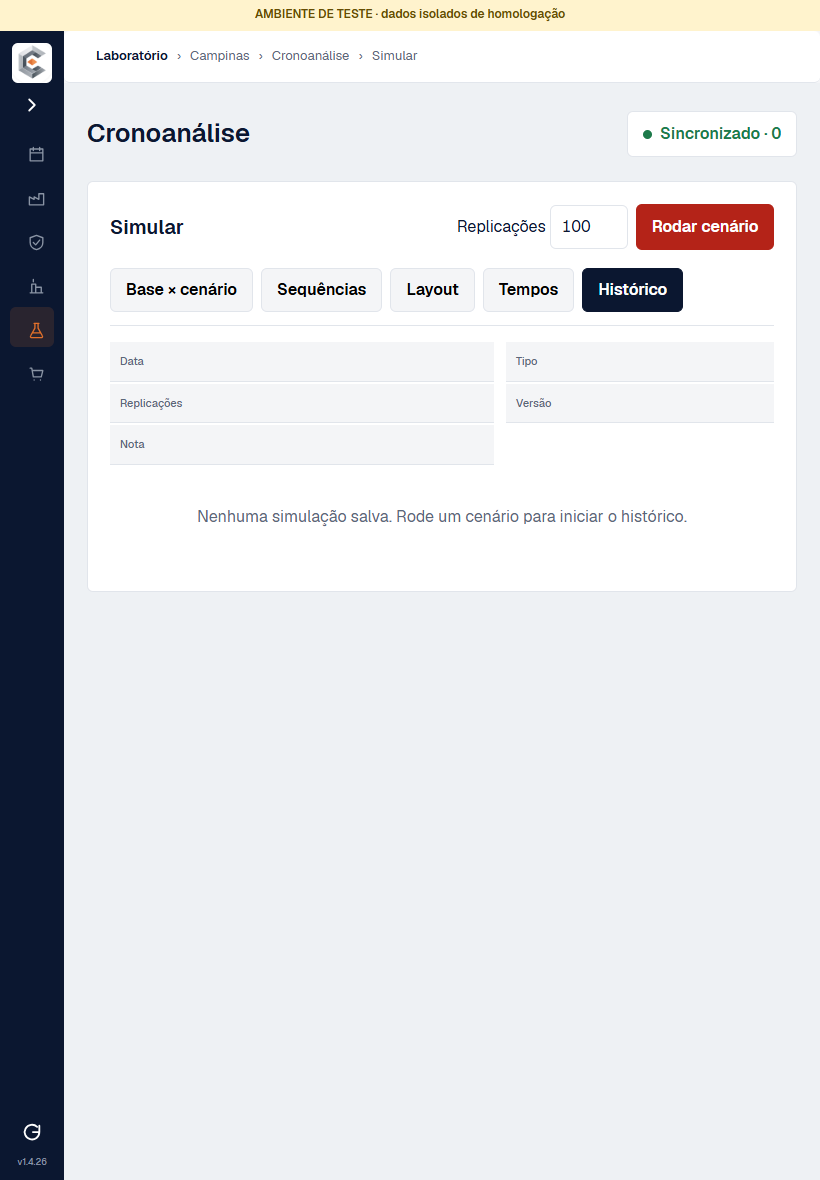 AMBIENTE DE TESTE · dados isolados de homologação
Laboratório › Campinas › Cronoanálise › Simular
Cronoanálise
Sincronizado · 0
Simular
Replicações 100 Rodar cenário
Base × cenário Sequências Layout Tempos Histórico
Data Tipo
Replicações Versão
Nota
Nenhuma simulação salva. Rode um cenário para iniciar o histórico.
v1.4.26